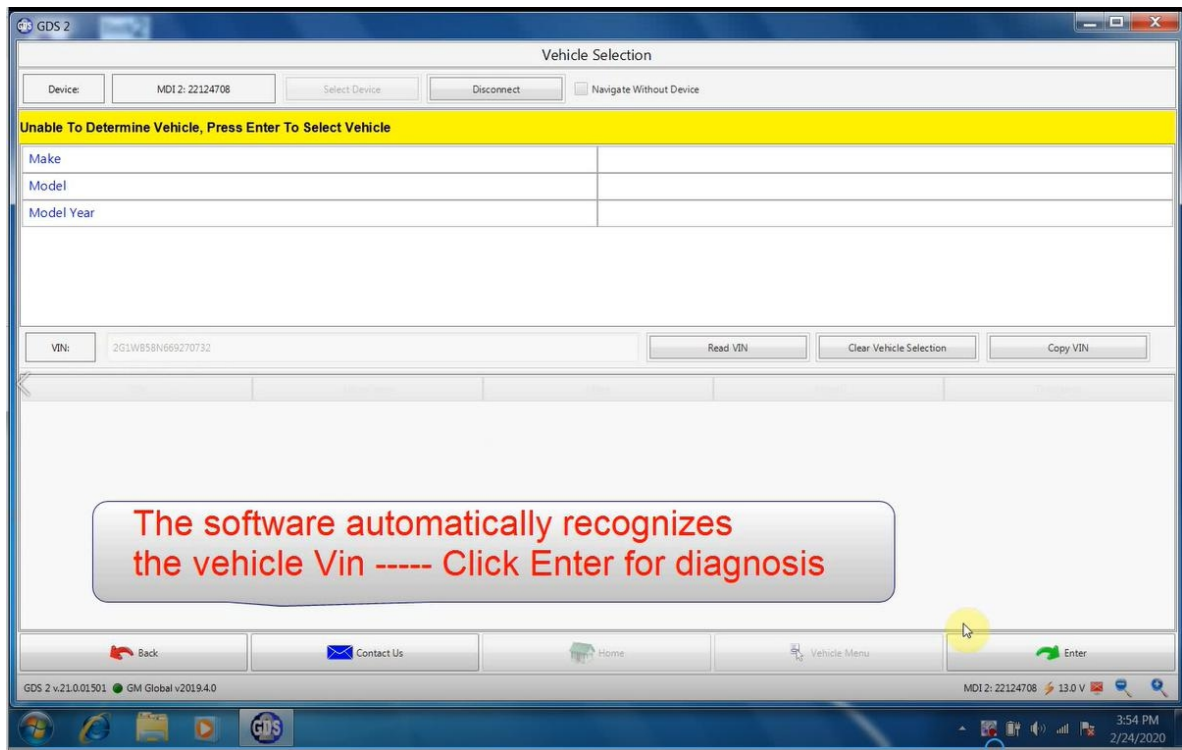 GDS 2
Vehicle Selection
Device: MDI 2: 22124708 Select Device Disconnect Navigate Without Device
Unable To Determine Vehicle, Press Enter To Select Vehicle
Make
Model
Model Year
VIN: 2G1WB58N669270732 Read VIN Clear Vehicle Selection Copy VIN
The software automatically recognizes
the vehicle Vin ----- Click Enter for diagnosis
Back Contact Us Home Vehicle Menu Enter
GDS 2 v.21.0.01501 GM Global v2019.4.0 MDI 2: 22124708 13.0 V
GDS
3:54 PM
2/24/2020